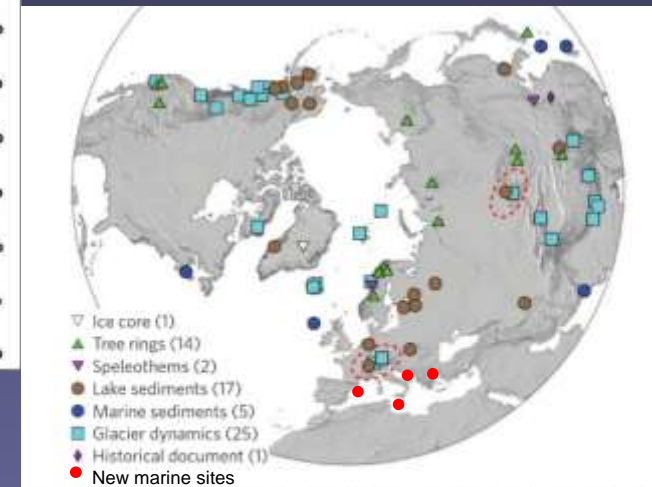 Ice core (1)
Tree rings (14)
Speleothems (2)
Lake sediments (17)
Marine sediments (5)
Glacier dynamics (25)
Historical document (1)
New marine sites